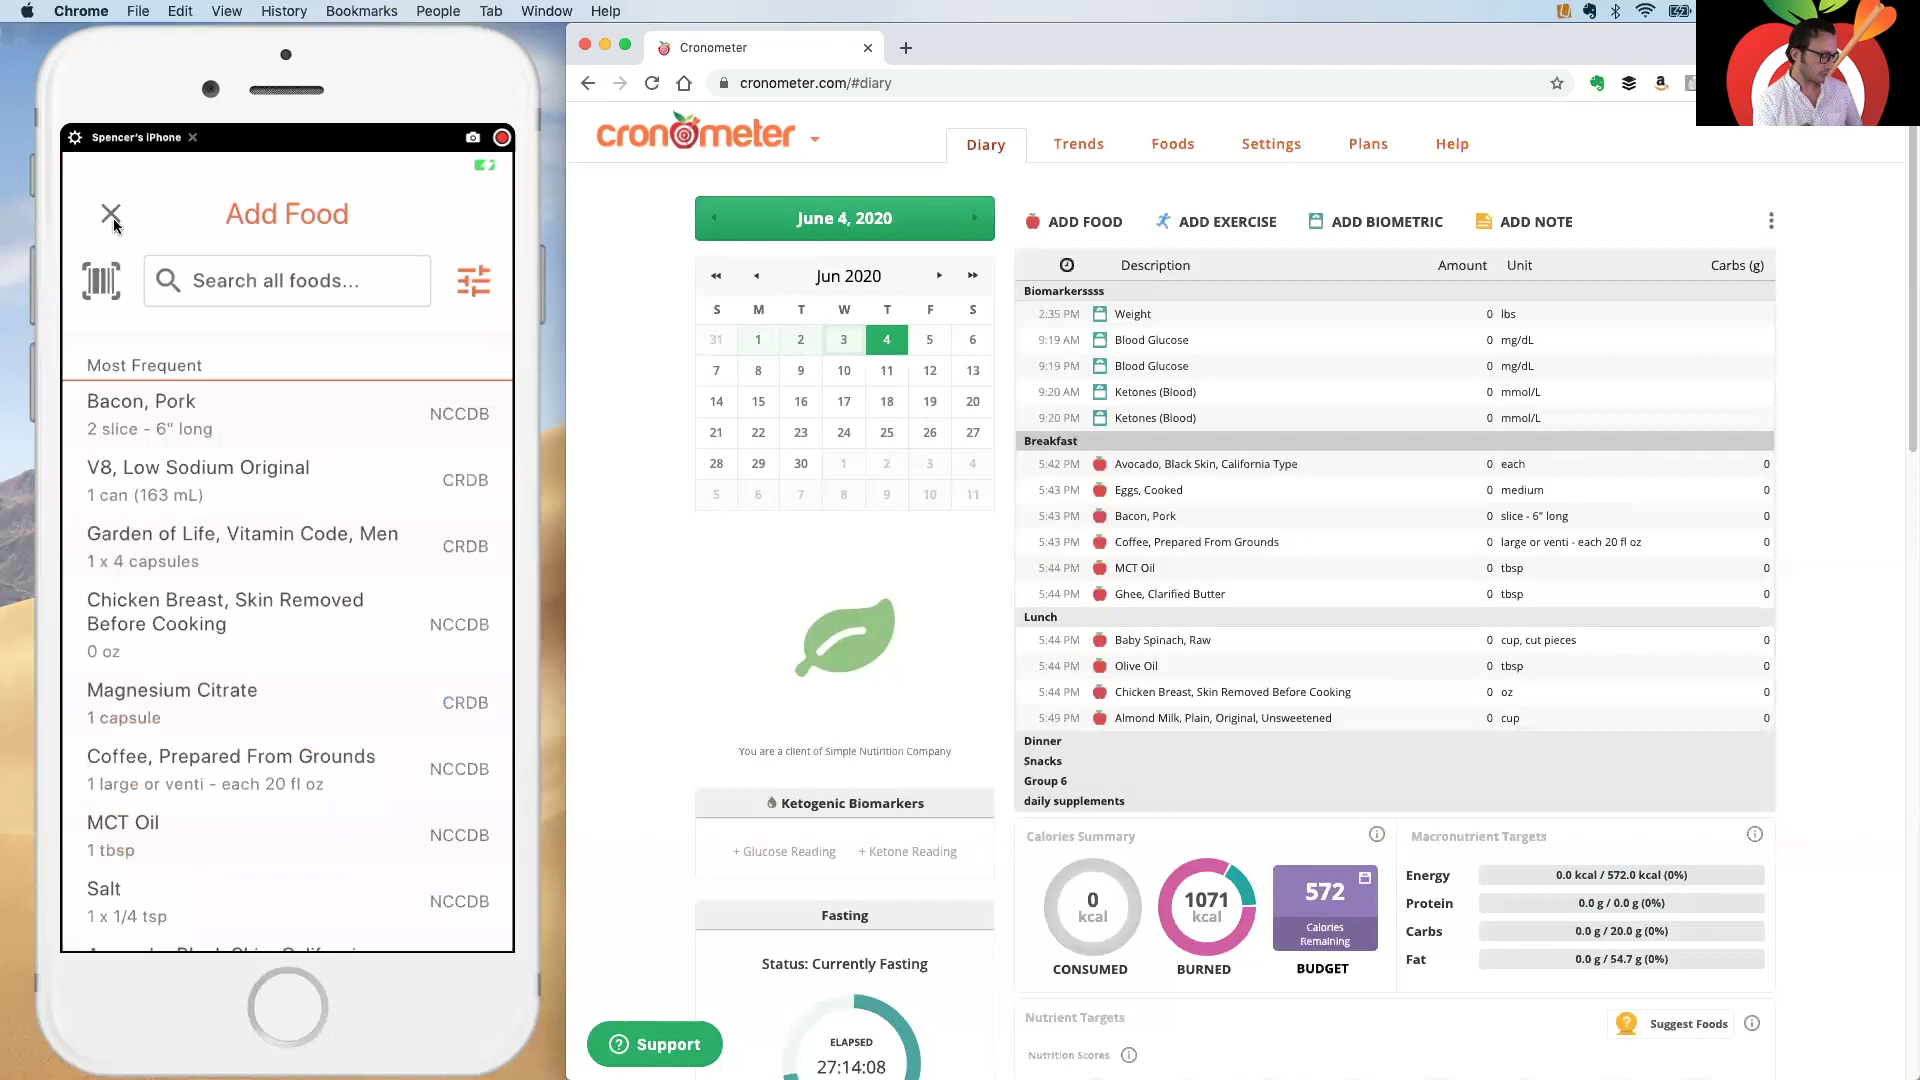 Chrome File Edit View History Bookmarks People Tab Window Help
Spencer's iPhone
Add Food
Search all foods...
Most Frequent
Bacon, Pork
2 slice - 6" long
NCCDB
V8, Low Sodium Original
1 can (163 mL)
CRDB
Garden of Life, Vitamin Code, Men
1 x 4 capsules
CRDB
Chicken Breast, Skin Removed
Before Cooking
0 oz
NCCDB
Magnesium Citrate
1 capsule
CRDB
Coffee, Prepared From Grounds
1 large or venti - each 20 fl oz
NCCDB
MCT Oil
1 tbsp
NCCDB
Salt
1 x 1/4 tsp
NCCDB
Cronometer
cronometer.com/#diary
cronometer
Diary Trends Foods Settings Plans Help
June 4, 2020
Jun 2020
S M T W T F S
31 1 2 3 4 5 6
7 8 9 10 11 12 13
14 15 16 17 18 19 20
21 22 23 24 25 26 27
28 29 30 1 2 3 4
5 6 7 8 9 10 11
You are a client of Simple Nutrition Company
Ketogenic Biomarkers
+ Glucose Reading + Ketone Reading
Fasting
Status: Currently Fasting
ELAPSED
27:14:08
Support
ADD FOOD ADD EXERCISE ADD BIOMETRIC ADD NOTE
Description Amount Unit Carbs (g)
Biomarkerssss
2:35 PM Weight 0 lbs
9:19 AM Blood Glucose 0 mg/dL
9:19 PM Blood Glucose 0 mg/dL
9:20 AM Ketones (Blood) 0 mmol/L
9:20 PM Ketones (Blood) 0 mmol/L
Breakfast
5:42 PM Avocado, Black Skin, California Type 0 each 0
5:43 PM Eggs, Cooked 0 medium 0
5:43 PM Bacon, Pork 0 slice - 6" long 0
5:43 PM Coffee, Prepared From Grounds 0 large or venti - each 20 fl oz 0
5:44 PM MCT Oil 0 tbsp 0
5:44 PM Ghee, Clarified Butter 0 tbsp 0
Lunch
5:44 PM Baby Spinach, Raw 0 cup, cut pieces 0
5:44 PM Olive Oil 0 tbsp 0
5:44 PM Chicken Breast, Skin Removed Before Cooking 0 oz 0
5:49 PM Almond Milk, Plain, Original, Unsweetened 0 cup 0
Dinner
Snacks
Group 6
daily supplements
Calories Summary
0 kcal
CONSUMED
1071 kcal
BURNED
572
Calories
Remaining
BUDGET
Macronutrient Targets
Energy 0.0 kcal / 572.0 kcal (0%)
Protein 0.0 g / 0.0 g (0%)
Carbs 0.0 g / 20.0 g (0%)
Fat 0.0 g / 54.7 g (0%)
Nutrient Targets
Suggest Foods
Nutrition Scores